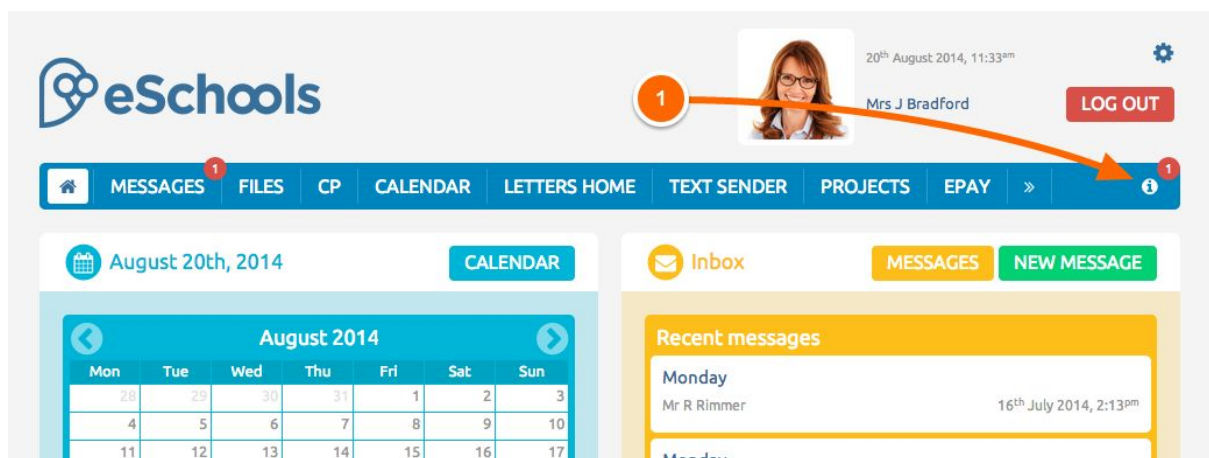 eSchools
20th August 2014, 11:33am
1
Mrs J Bradford
LOG OUT
MESSAGES 1 FILES CP CALENDAR LETTERS HOME TEXT SENDER PROJECTS EPAY » i 1
August 20th, 2014 CALENDAR
Inbox MESSAGES NEW MESSAGE
August 2014
Mon Tue Wed Thu Fri Sat Sun
28 29 30 31 1 2 3
4 5 6 7 8 9 10
11 12 13 14 15 16 17
Recent messages
Monday
Mr R Rimmer 16th July 2014, 2:13pm
Monday